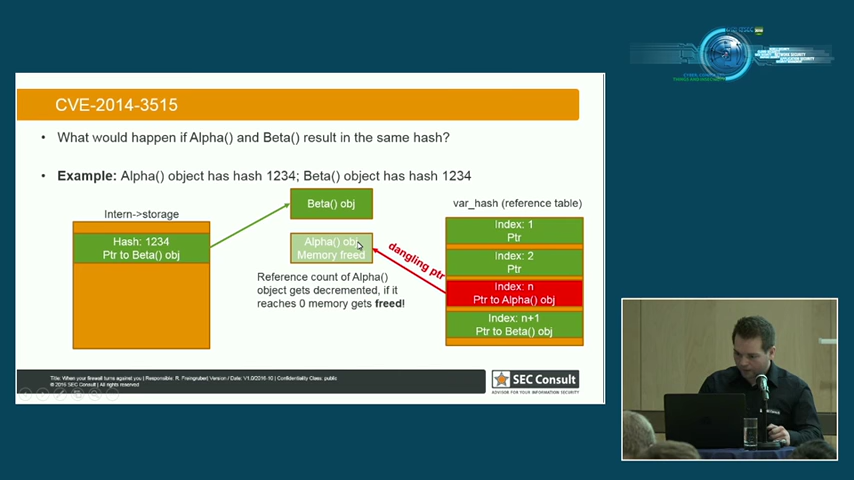 CVE-2014-3515
• What would happen if Alpha() and Beta() result in the same hash?
• Example: Alpha() object has hash 1234; Beta() object has hash 1234
Intern->storage
Hash: 1234
Ptr to Beta() obj
Beta() obj
Alpha() obj
Memory freed
Reference count of Alpha()
object gets decremented, if it
reaches 0 memory gets freed!
dangling ptr
var_hash (reference table)
Index: 1
Ptr
Index: 2
Ptr
Index: n
Ptr to Alpha() obj
Index: n+1
Ptr to Beta() obj
Title: When your firewall turns against you | Responsible: R. Freingruber | Version / Date: V1.0/2016-10 | Confidentiality Class: public
© 2016 SEC Consult | All rights reserved
SEC Consult
ADVISOR FOR YOUR INFORMATION SECURITY